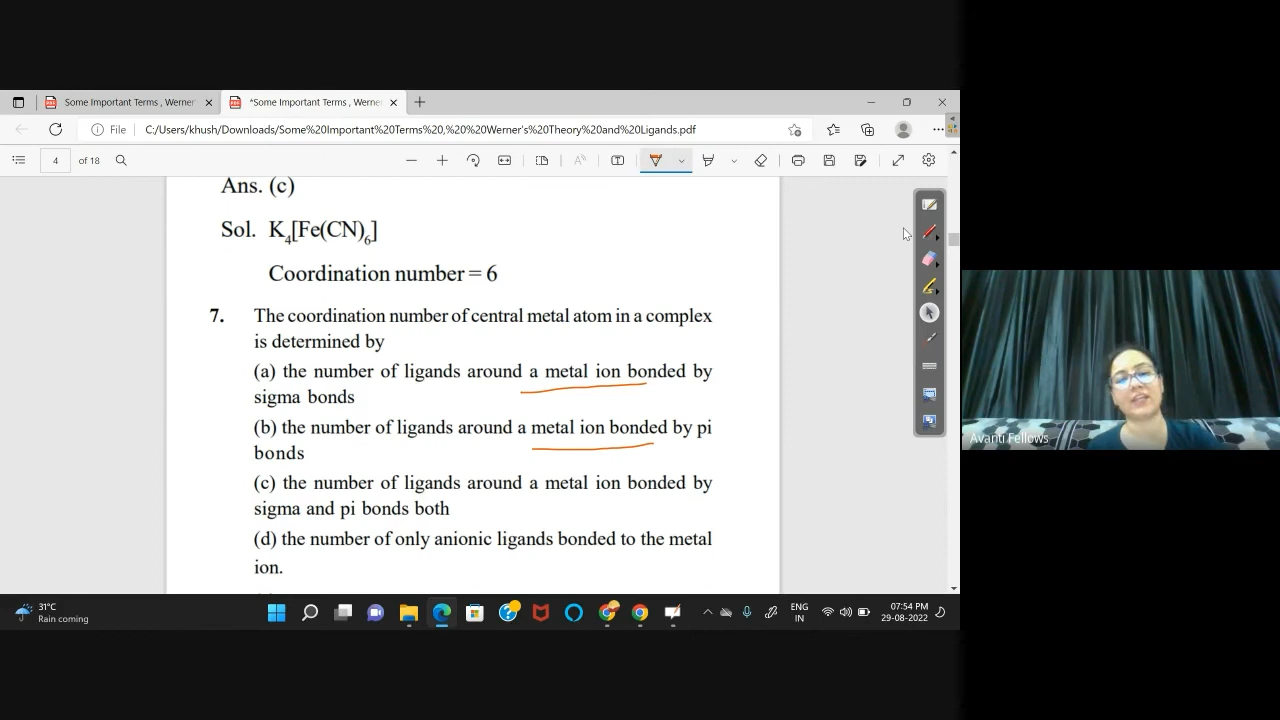 Some Important Terms , Werner
*Some Important Terms , Werne
File
C:/Users/khush/Downloads/Some%20Important%20Terms%20,%20%20Werner's%20Theory%20and%20Ligands.pdf
4 of 18
Ans. (c)
Sol. K4[Fe(CN)6]
Coordination number = 6
7. The coordination number of central metal atom in a complex
is determined by
(a) the number of ligands around a metal ion bonded by
sigma bonds
(b) the number of ligands around a metal ion bonded by pi
bonds
(c) the number of ligands around a metal ion bonded by
sigma and pi bonds both
(d) the number of only anionic ligands bonded to the metal
ion.
Avanti Fellows
31°C
Rain coming
ENG
IN
07:54 PM
29-08-2022